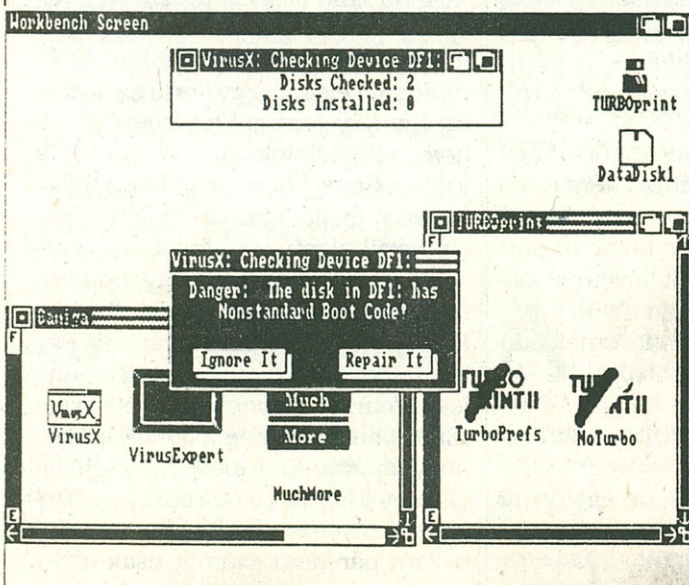 Workbench Screen
VirusX: Checking Device DF1:
Disks Checked: 2
Disks Installed: 0
TURBOprint
DataDisk1
TURBOprint
F
VirusX: Checking Device DF1:
Danger: The disk in DF1: has
Nonstandard Boot Code!
Ignore It
Repair It
F
VirusX
VirusX
VirusExpert
Much
More
MuchMore
TurboPrefs
NoTurbo
E
E